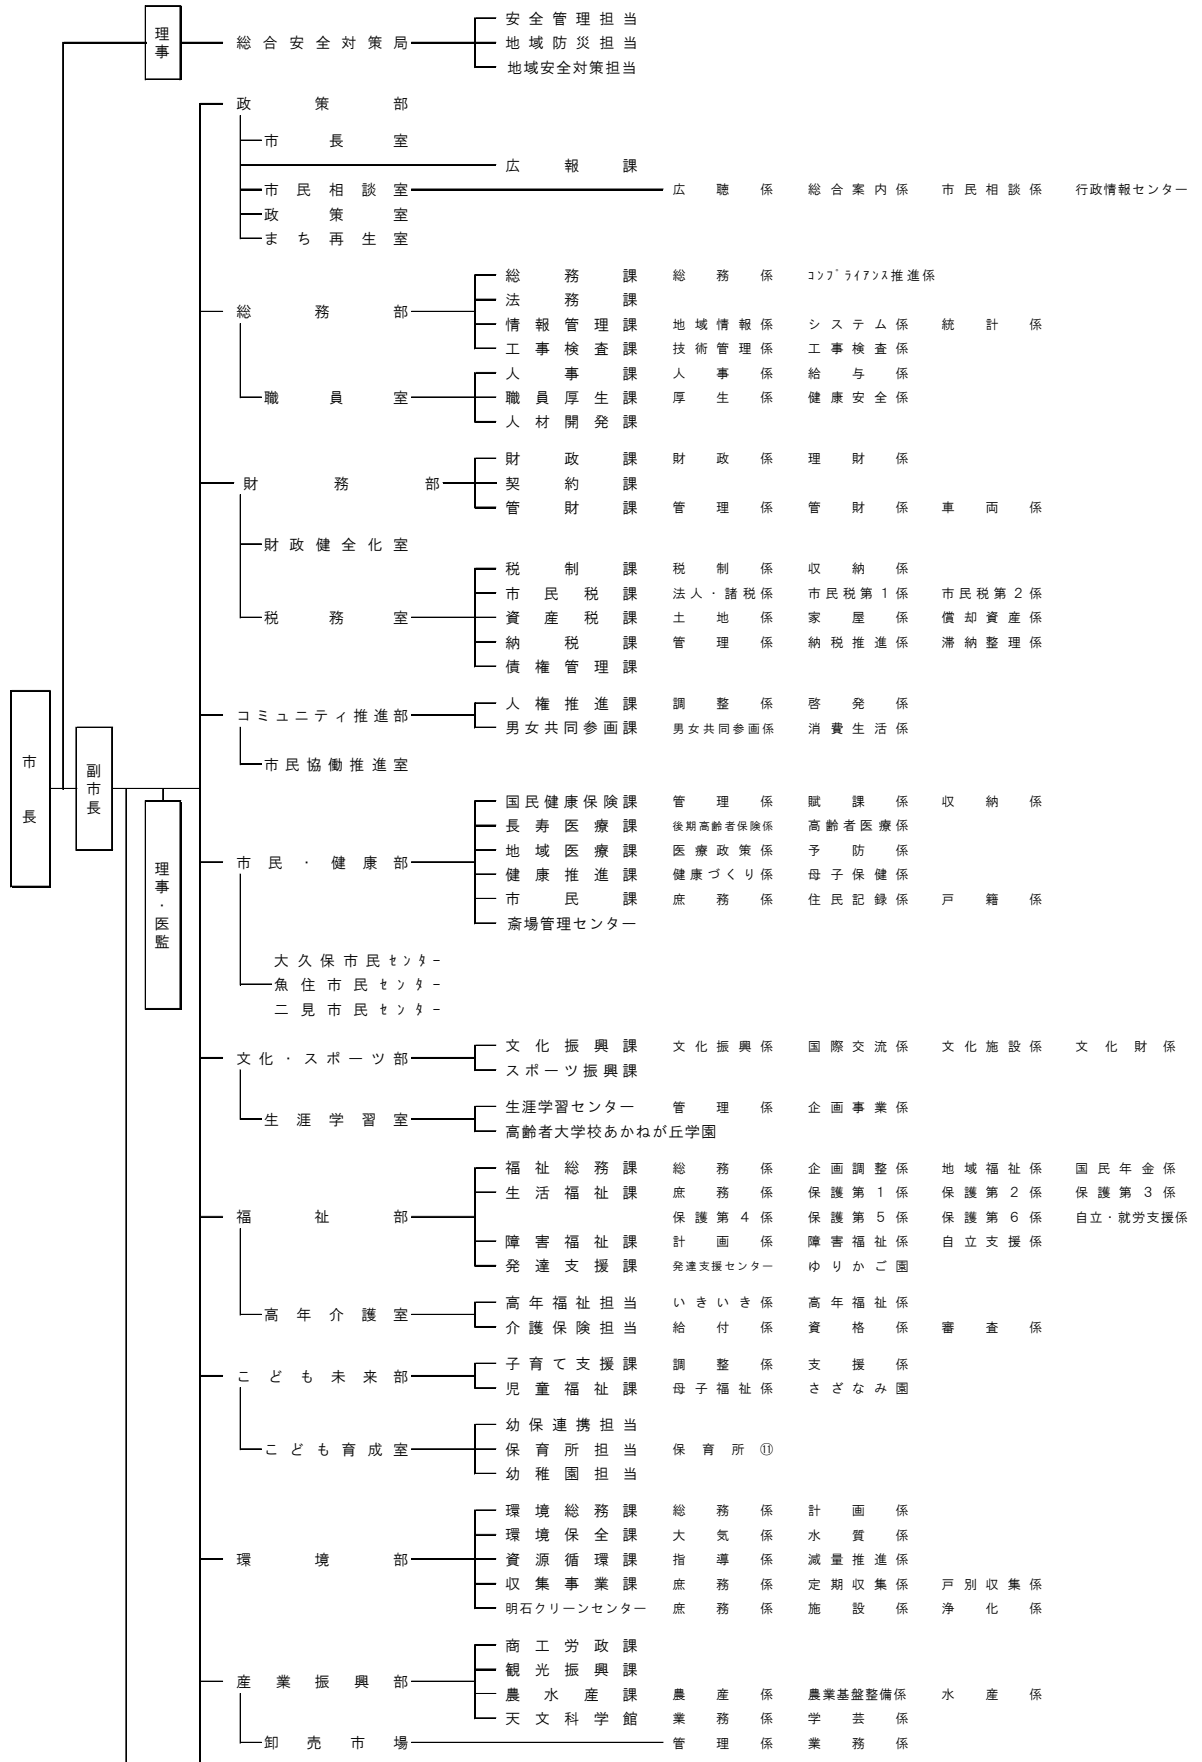 安全管理担当
理事 総合安全対策局 地域防災担当
地域安全対策担当
政策部
市長室
広報課
市民相談室 広聴係 総合案内係 市民相談係 行政情報センター
政策室
まち再生室
総務課 総務係 コンプライアンス推進係
法務課
総務部
情報管理課 地域情報係 システム係 統計係
工事検査課 技術管理係 工事検査係
人事課 人事係 給与係
職員室 職員厚生課 厚生係 健康安全係
人材開発課
財政課 財政係 理財係
財務部 契約課
管財課 管理係 管財係 車両係
財政健全化室
税制課 税制係 収納係
市民税課 法人・諸税係 市民税第1係 市民税第2係
税務室 資産税課 土地係 家屋係 償却資産係
納税課 管理係 納税推進係 滞納整理係
債権管理課
人権推進課 調整係 啓発係
コミュニティ推進部
男女共同参画課 男女共同参画係 消費生活係
市民協働推進室
市長
副市長
理事・医監
国民健康保険課 管理係 賦課係 収納係
長寿医療課 後期高齢者保険係 高齢者医療係
地域医療課 医療政策係 予防係
市民・健康部
健康推進課 健康づくり係 母子保健係
市民課 庶務係 住民記録係 戸籍係
斎場管理センター
大久保市民センター
魚住市民センター
二見市民センター
文化振興課 文化振興係 国際交流係 文化施設係 文化財係
文化・スポーツ部
スポーツ振興課
生涯学習センター 管理係 企画事業係
生涯学習室
高齢者大学校あかねが丘学園
福祉総務課 総務係 企画調整係 地域福祉係 国民年金係
生活福祉課 庶務係 保護第1係 保護第2係 保護第3係
福祉部 保護第4係 保護第5係 保護第6係 自立・就労支援係
障害福祉課 計画係 障害福祉係 自立支援係
発達支援課 発達支援センター ゆりかご園
高年福祉担当 いきいき係 高年福祉係
高年介護室
介護保険担当 給付係 資格係 審査係
子育て支援課 調整係 支援係
こども未来部
児童福祉課 母子福祉係 さざなみ園
幼保連携担当
こども育成室 保育所担当 保育所⑪
幼稚園担当
環境総務課 総務係 計画係
環境保全課 大気係 水質係
環境部 資源循環課 指導係 減量推進係
収集事業課 庶務係 定期収集係 戸別収集係
明石クリーンセンター 庶務係 施設係 浄化係
商工労政課
観光振興課
産業振興部
農水産課 農産係 農業基盤整備係 水産係
天文科学館 業務係 学芸係
卸売市場 管理係 業務係